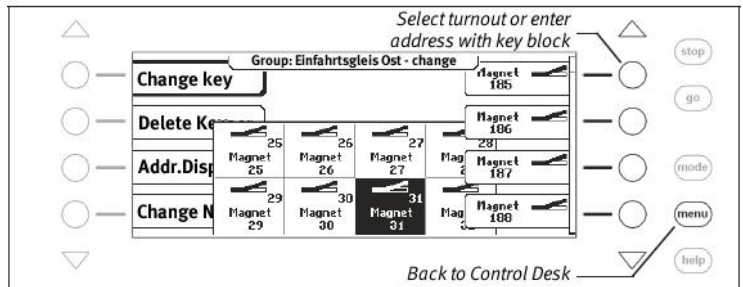 Select turnout or enter
address with key block
stop
Group: Einfahrtsgleis Ost - change
Change key
Magnet
185
go
Delete Ke
Magnet
186
25
26
27
28
Magnet
25
Magnet
26
Magnet
27
Mag
Addr.Disp
Magnet
187
mode
29
30
31
Magnet
29
Magnet
30
Magnet
31
Mag
Change N
Magnet
188
menu
Back to Control Desk
help